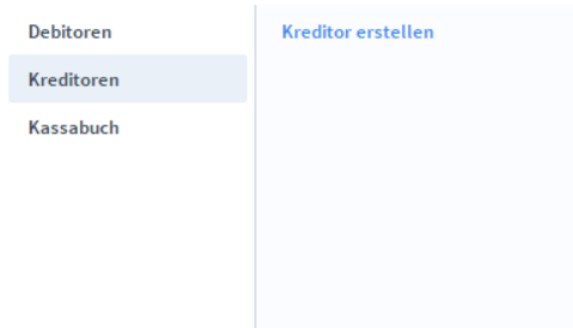 Debitoren
Kreditoren
Kassabuch
Kreditor erstellen